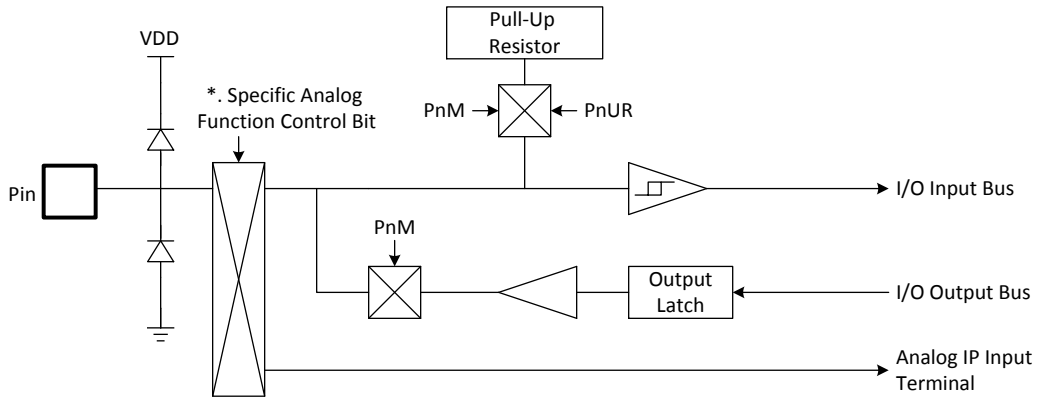 Pull-Up
Resistor
VDD
*. Specific Analog
Function Control Bit
PnM
PnUR
Pin
I/O Input Bus
PnM
Output
Latch
I/O Output Bus
Analog IP Input
Terminal